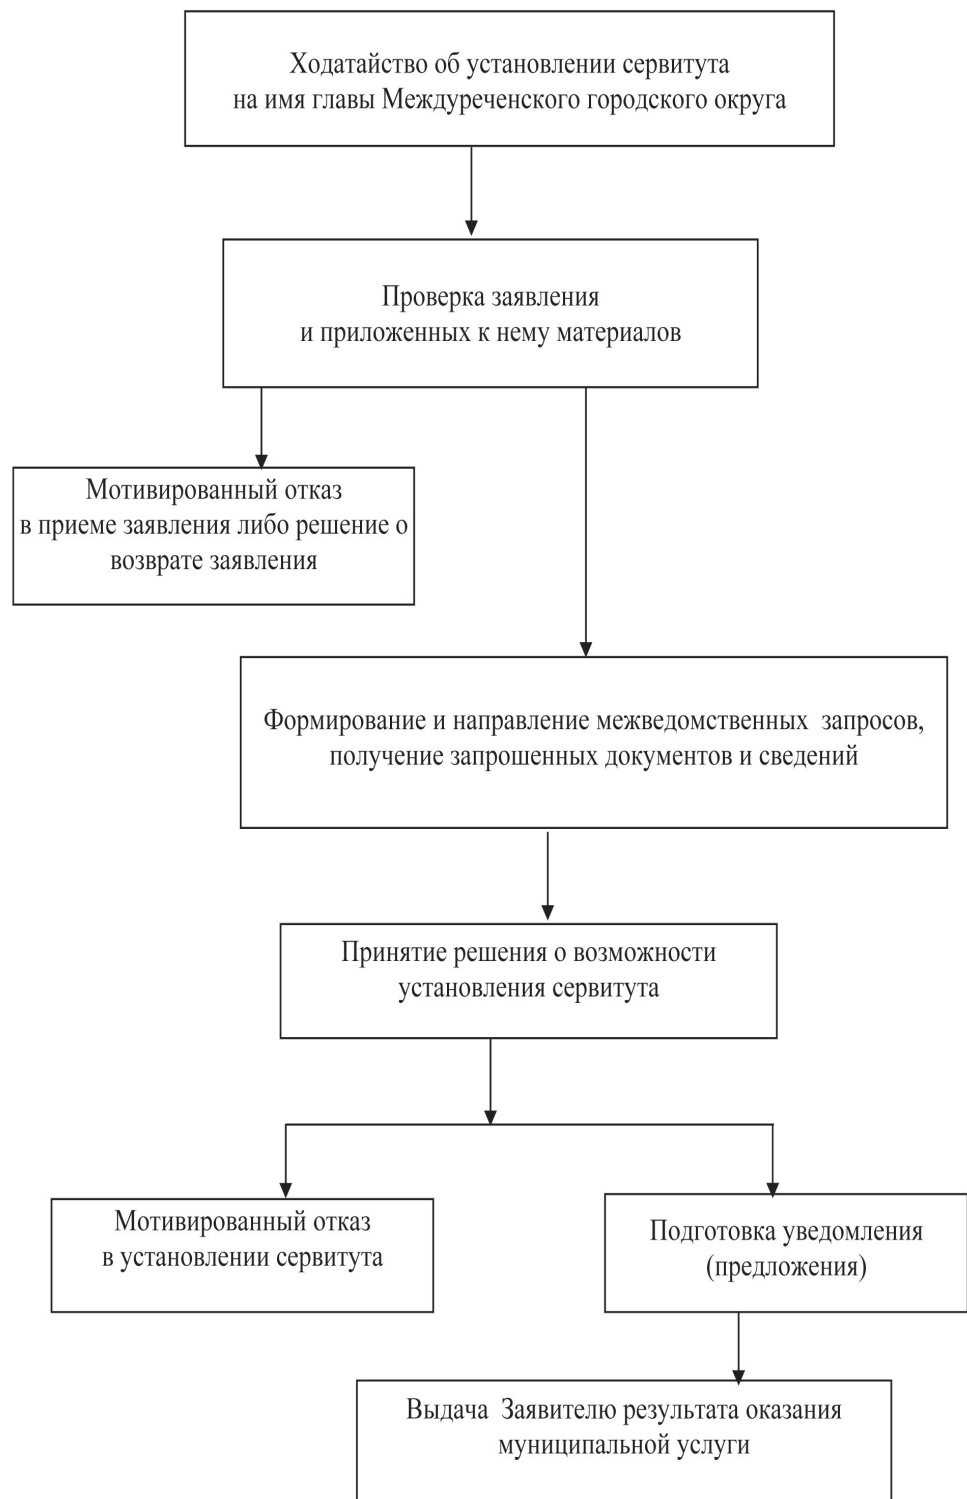 Ходатайство об установлении сервитута
на имя главы Междуреченского городского округа
Проверка заявления
и приложенных к нему материалов
Мотивированный отказ
в приеме заявления либо решение о
возврате заявления
Формирование и направление межведомственных запросов,
получение запрошенных документов и сведений
Принятие решения о возможности
установления сервитута
Мотивированный отказ
в установлении сервитута
Подготовка уведомления
(предложения)
Выдача Заявителю результата оказания
муниципальной услуги